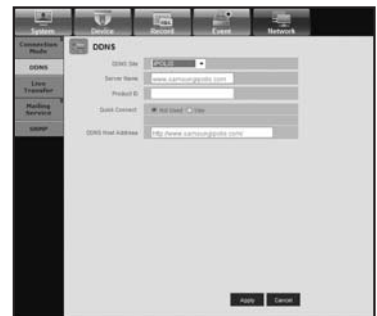 System Device Record Event Network
Connection
Mode
DDNS
Live
Transfer
Mailing
Service
SNMP
DDNS
DDNS Site iPOLIS
Server Name www.samsungipolis.com
Product ID
Quick Connect Not Used Use
DDNS Host Address http://www.samsungipolis.com/
Apply Cancel